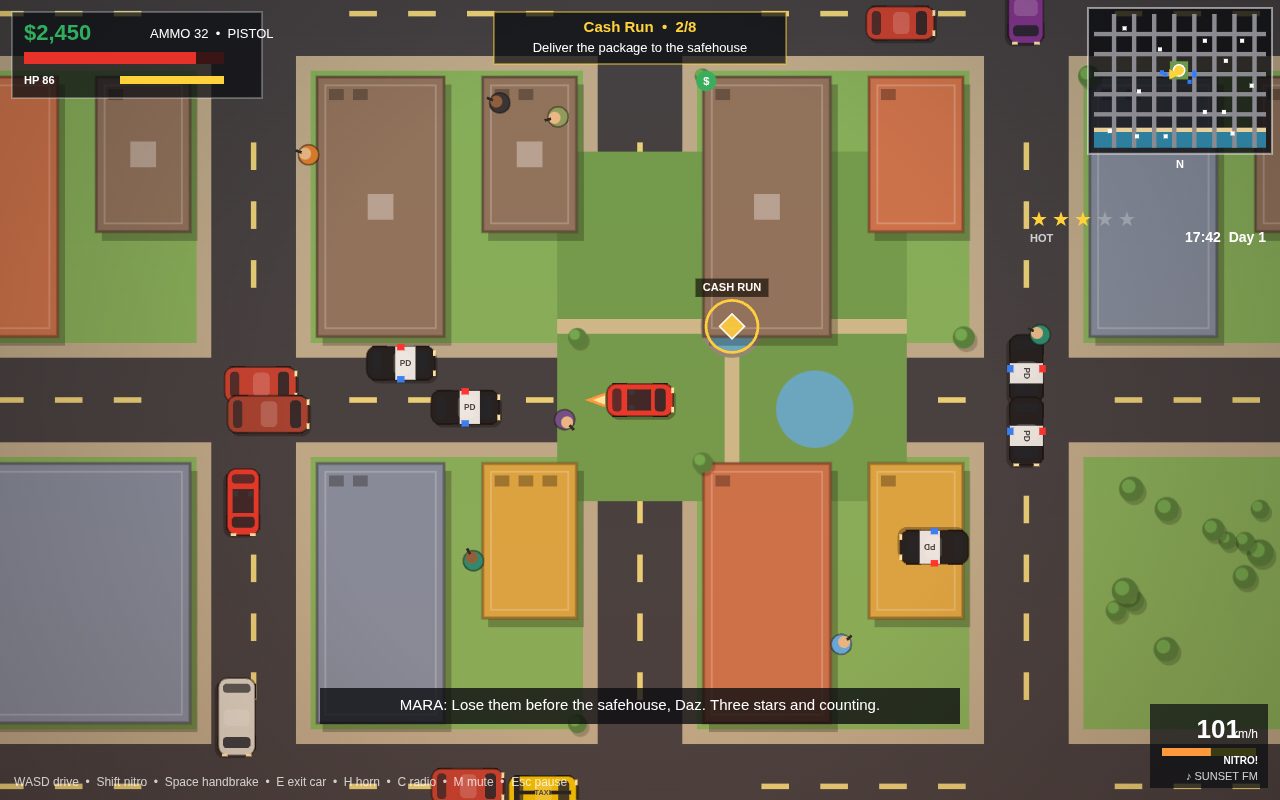 $2,450
AMMO 32 • PISTOL
HP 86
Cash Run • 2/8
Deliver the package to the safehouse
$
N
★★★★★
HOT
17:42 Day 1
CASH RUN
PD
PD
PD
PD
PD
MARA: Lose them before the safehouse, Daz. Three stars and counting.
101 km/h
NITRO!
♪ SUNSET FM
WASD drive • Shift nitro • Space handbrake • E exit car • H horn • C radio • M mute • Esc pause
TAXI